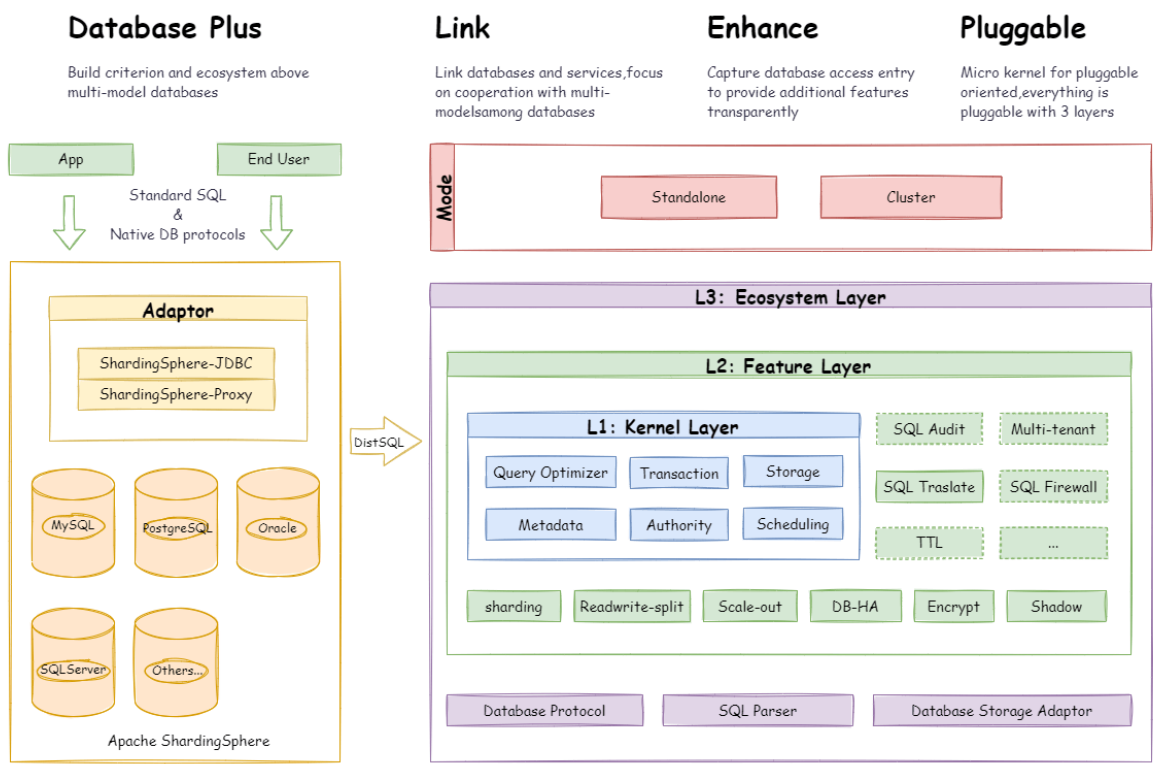 Database Plus
Build criterion and ecosystem above
multi-model databases
Link
Link databases and services,focus
on cooperation with multi-
modelsamong databases
Enhance
Capture database access entry
to provide additional features
transparently
Pluggable
Micro kernel for pluggable
oriented,everything is
pluggable with 3 layers
App
End User
Standard SQL
&
Native DB protocols
Adaptor
ShardingSphere-JDBC
ShardingSphere-Proxy
MySQL
PostgreSQL
Oracle
SQLServer
Others...
Apache ShardingSphere
DistSQL
Mode
Standalone
Cluster
L3: Ecosystem Layer
L2: Feature Layer
L1: Kernel Layer
Query Optimizer
Transaction
Storage
Metadata
Authority
Scheduling
SQL Audit
Multi-tenant
SQL Traslate
SQL Firewall
TTL
...
sharding
Readwrite-split
Scale-out
DB-HA
Encrypt
Shadow
Database Protocol
SQL Parser
Database Storage Adaptor